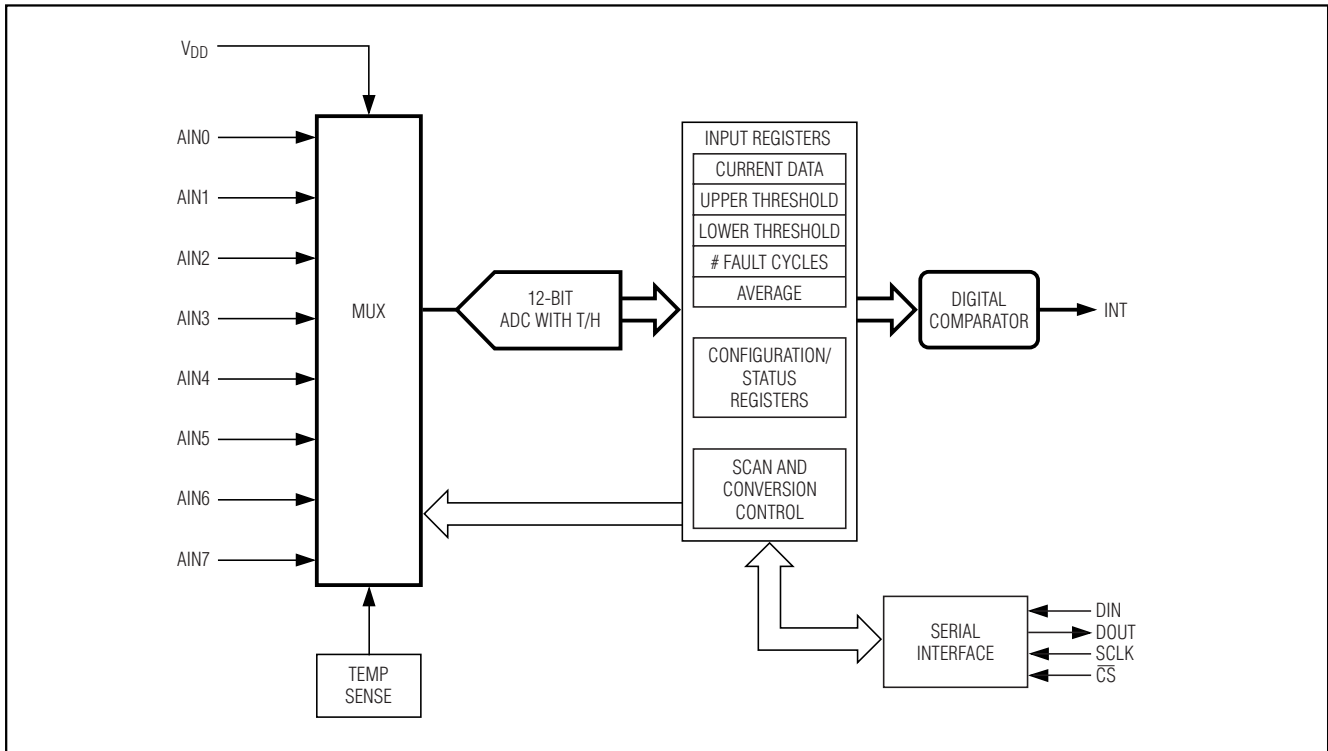 VDD
AIN0
AIN1
AIN2
AIN3
AIN4
AIN5
AIN6
AIN7
MUX
TEMP
SENSE
12-BIT
ADC WITH T/H
INPUT REGISTERS
CURRENT DATA
UPPER THRESHOLD
LOWER THRESHOLD
# FAULT CYCLES
AVERAGE
CONFIGURATION/
STATUS
REGISTERS
SCAN AND
CONVERSION
CONTROL
DIGITAL
COMPARATOR
INT
SERIAL
INTERFACE
DIN
DOUT
SCLK
C̅S̅